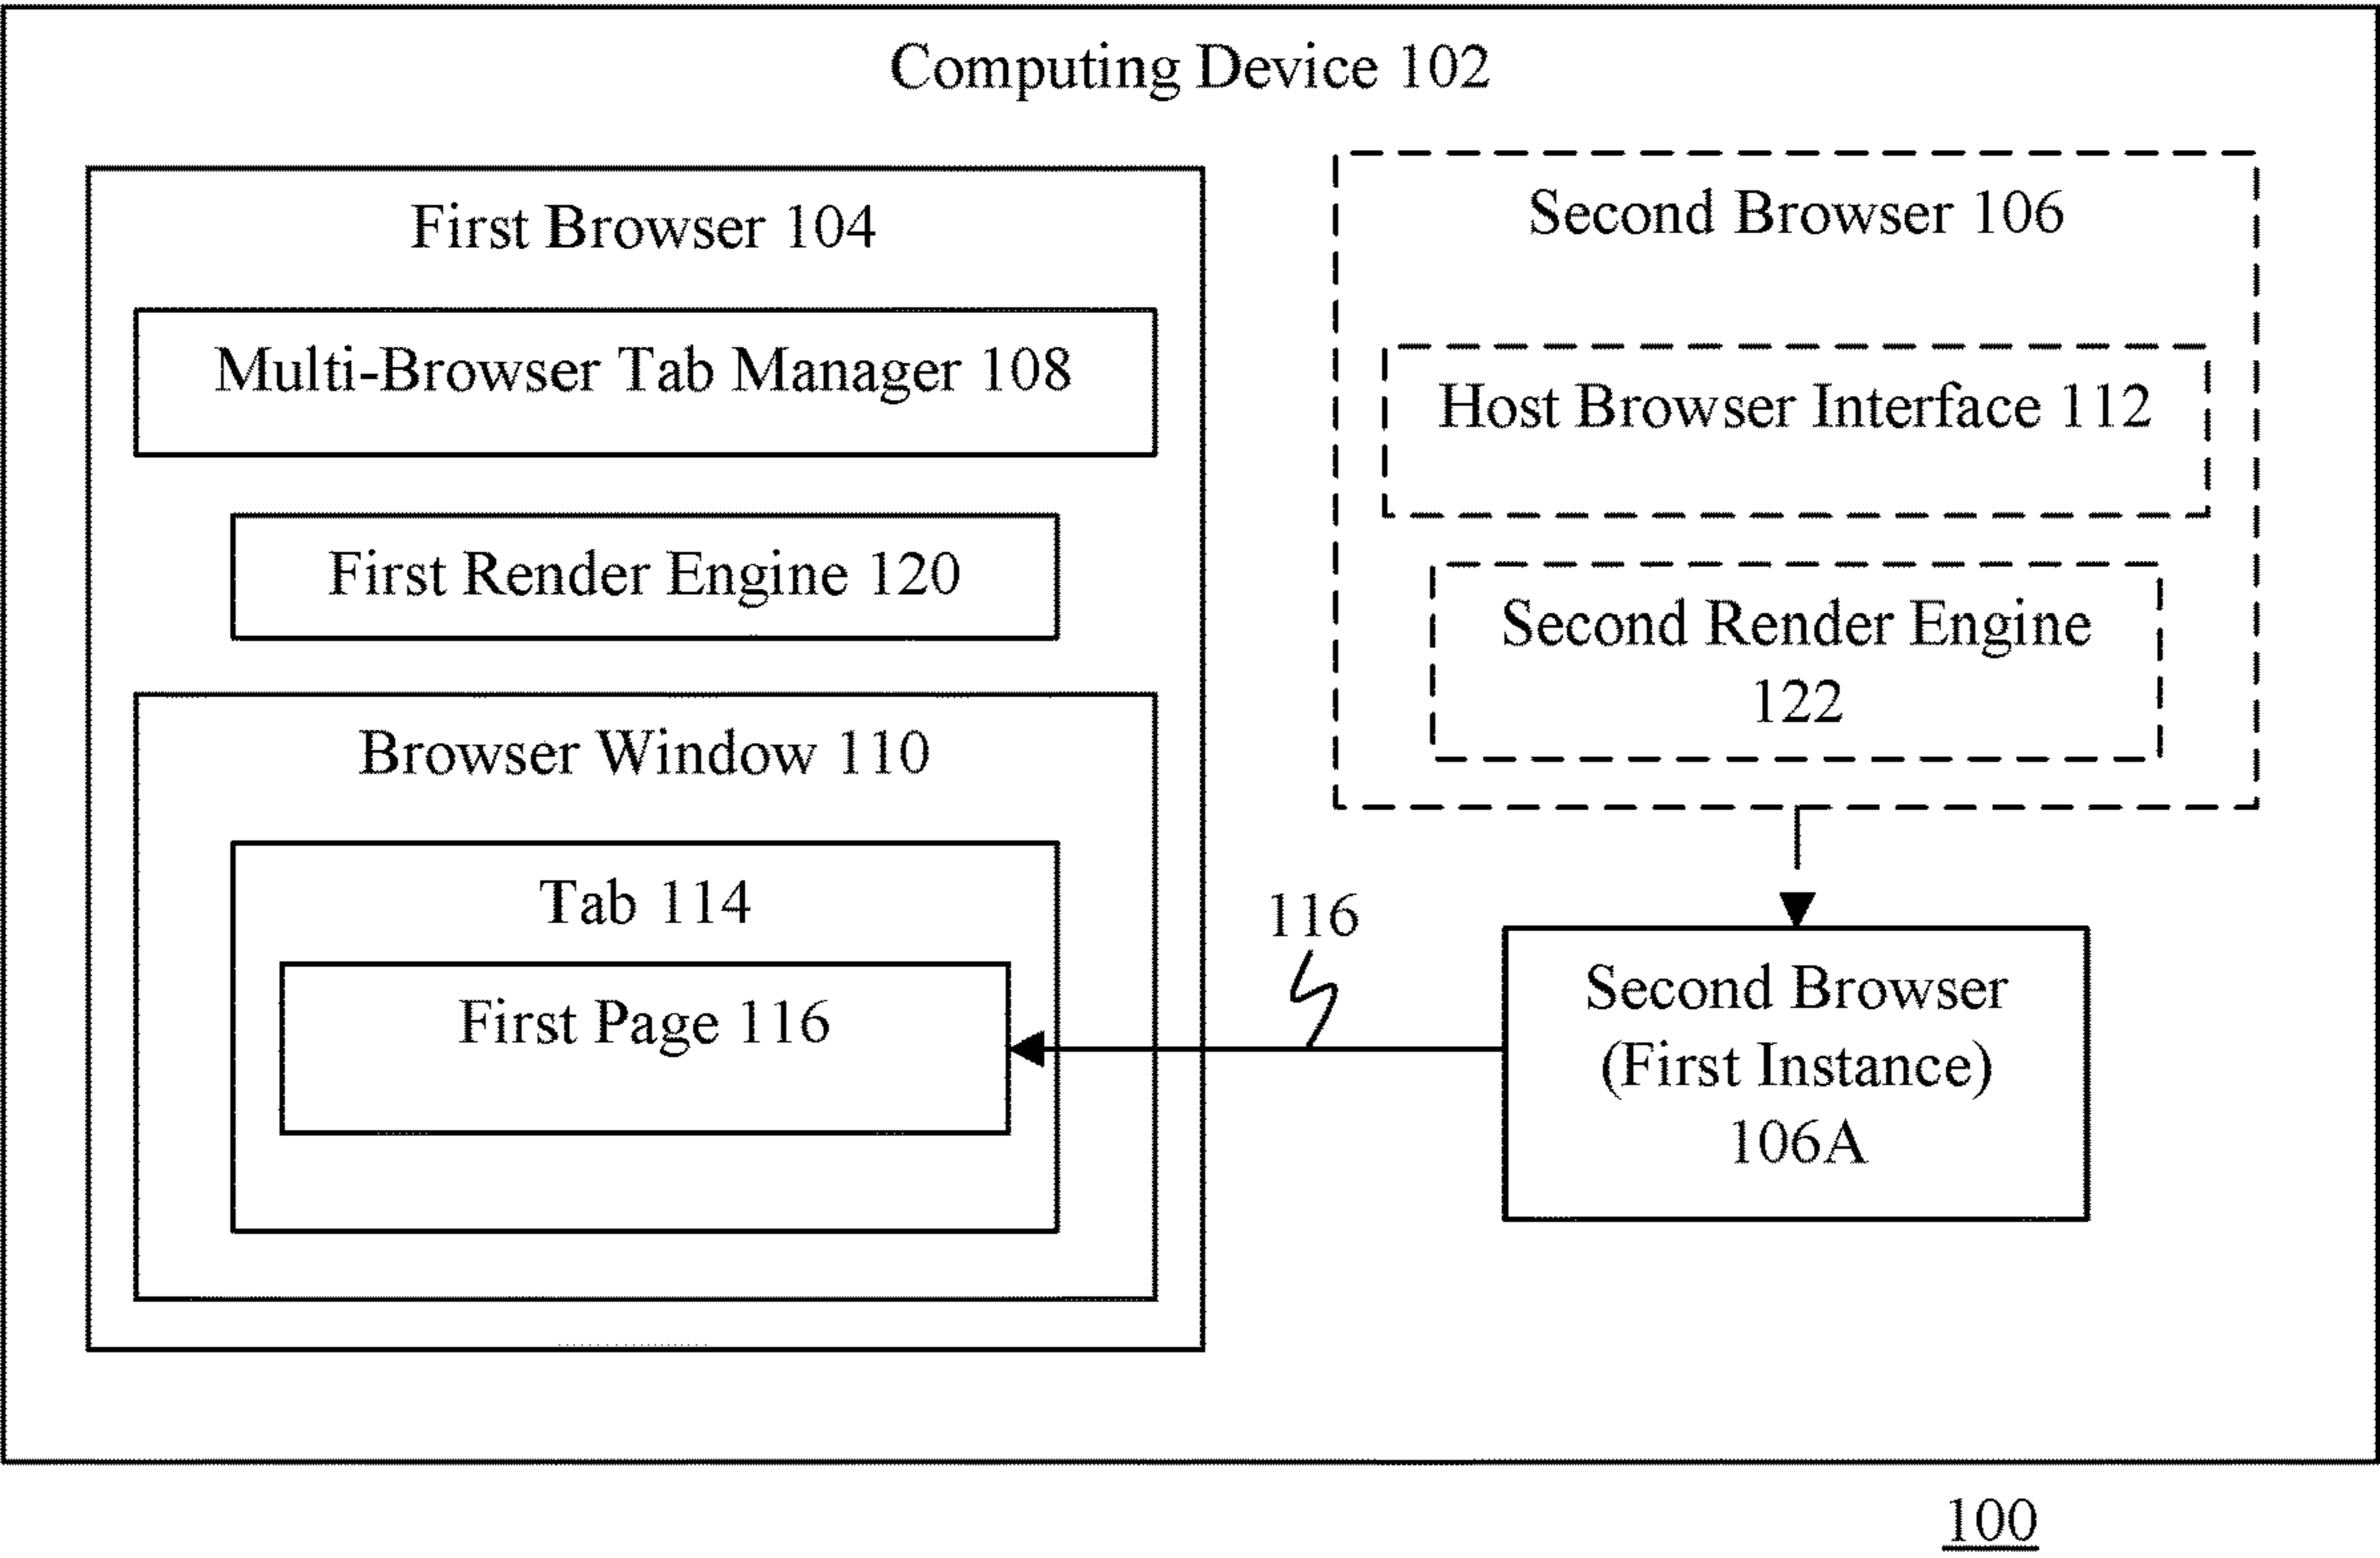 Computing Device 102
First Browser 104
Multi-Browser Tab Manager 108
First Render Engine 120
Browser Window 110
Tab 114
First Page 116
Second Browser 106
Host Browser Interface 112
Second Render Engine
122
116
Second Browser
(First Instance)
106A
100